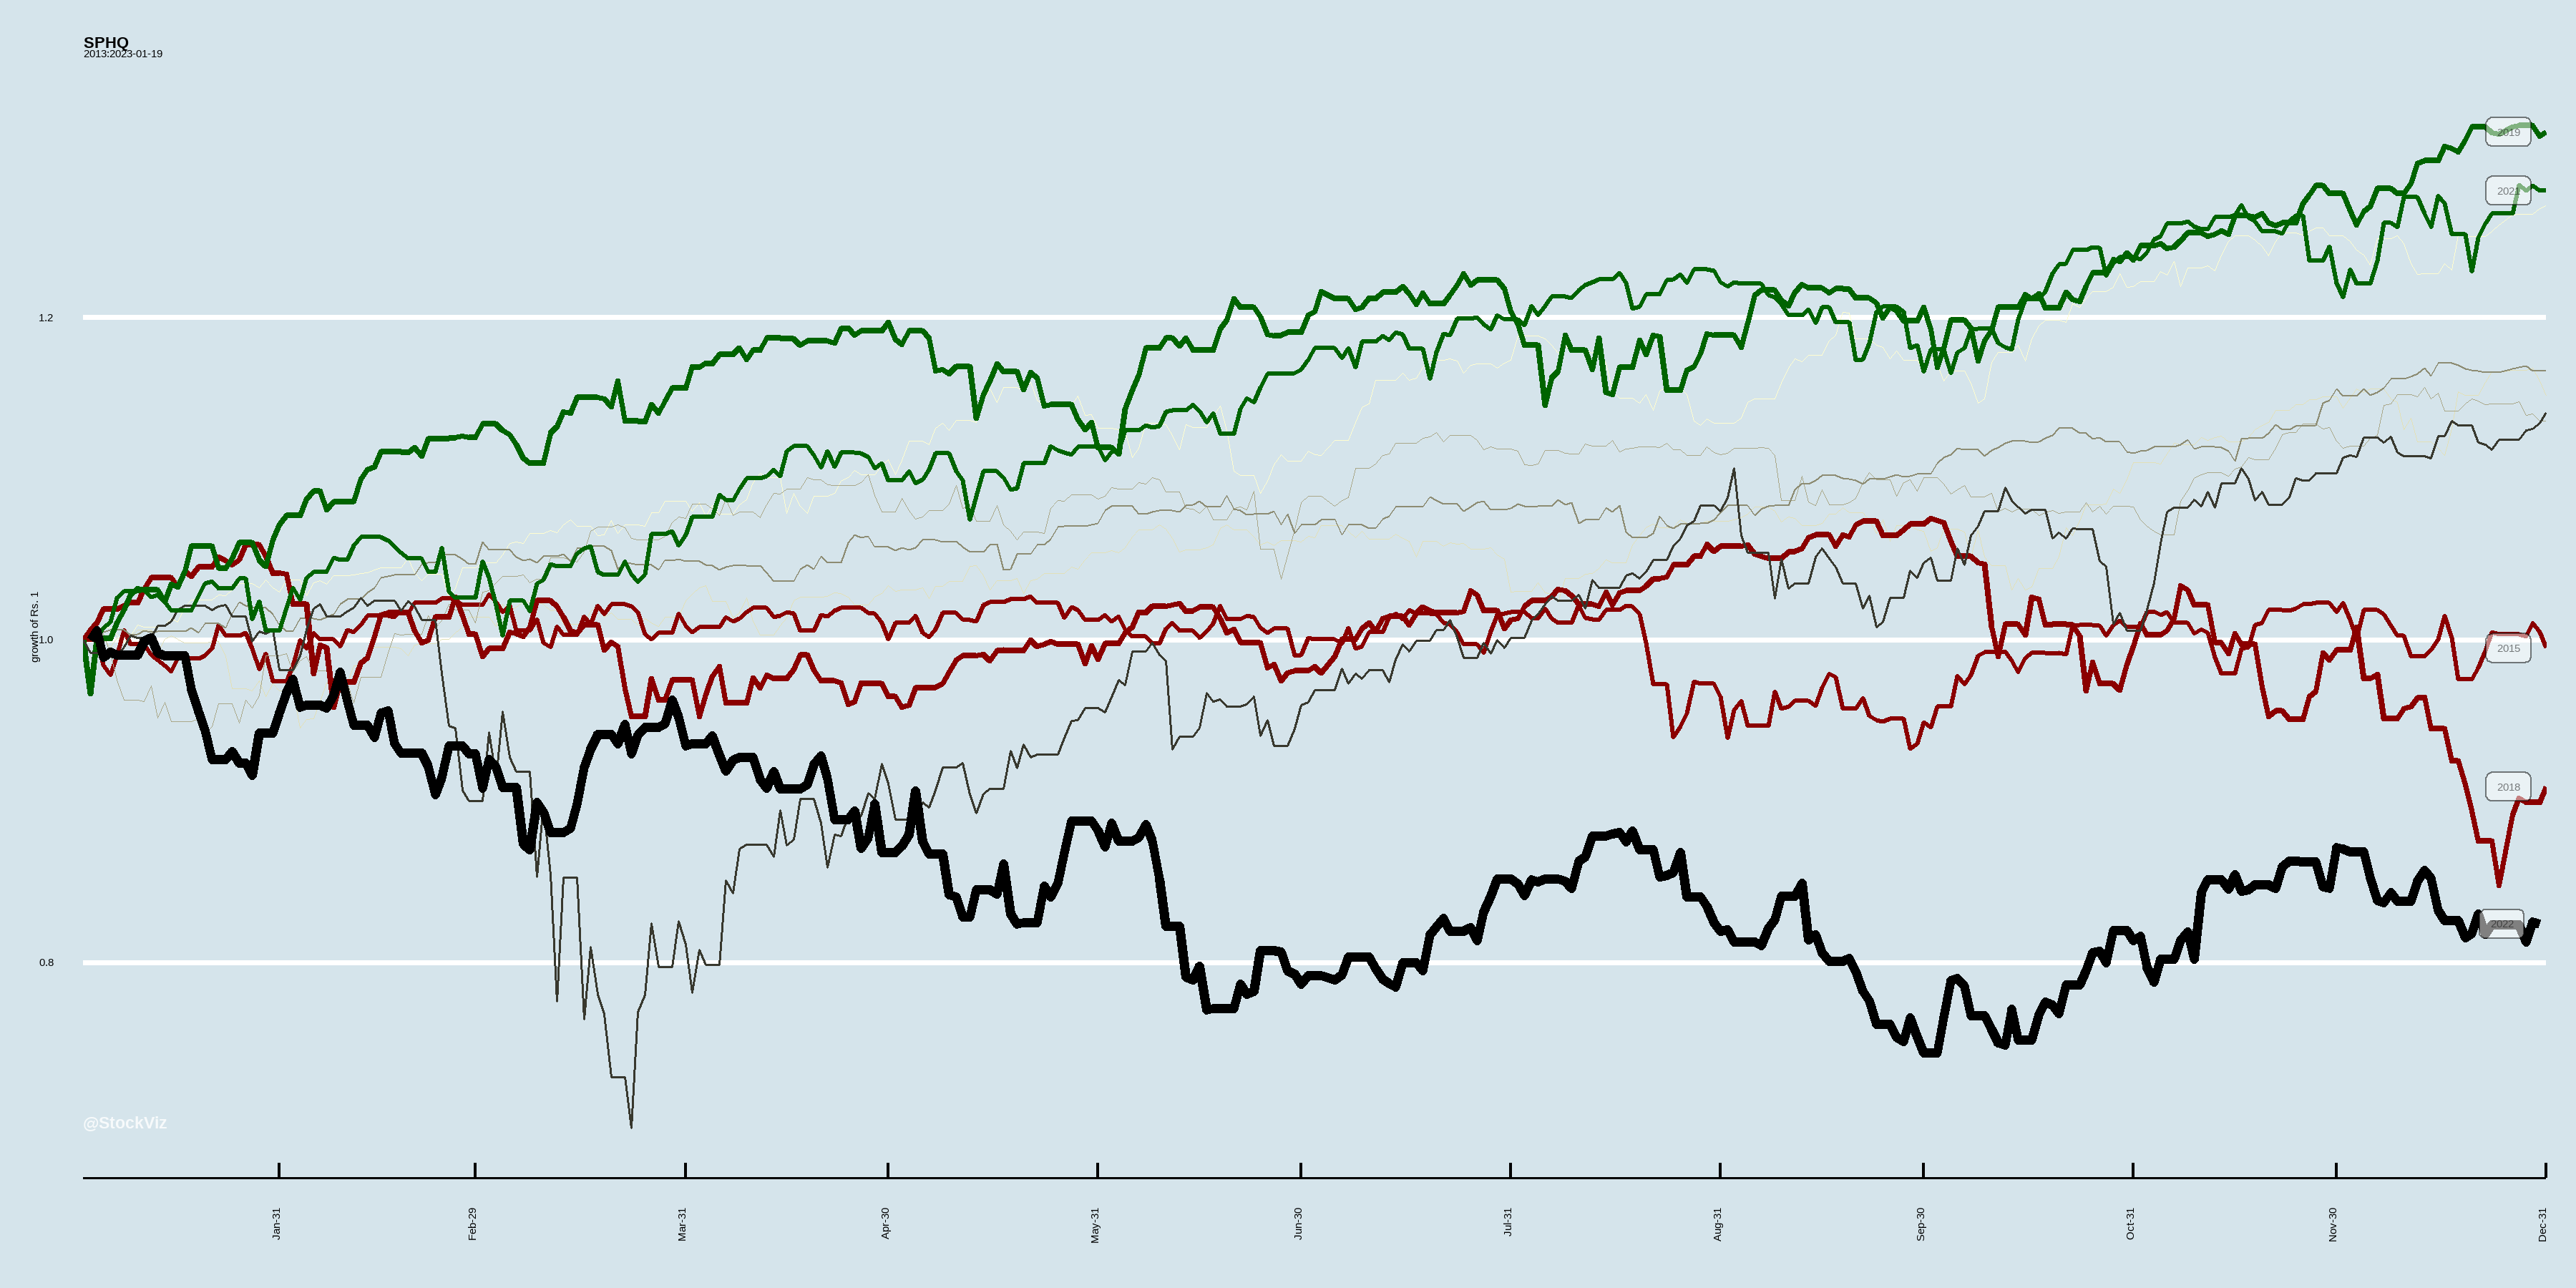 SPHQ
2013:2023-01-19
2019
2021
1.2
growth of Rs. 1
1.0
2015
2018
2022
0.8
@StockViz
Jan-31
Feb-29
Mar-31
Apr-30
May-31
Jun-30
Jul-31
Aug-31
Sep-30
Oct-31
Nov-30
Dec-31